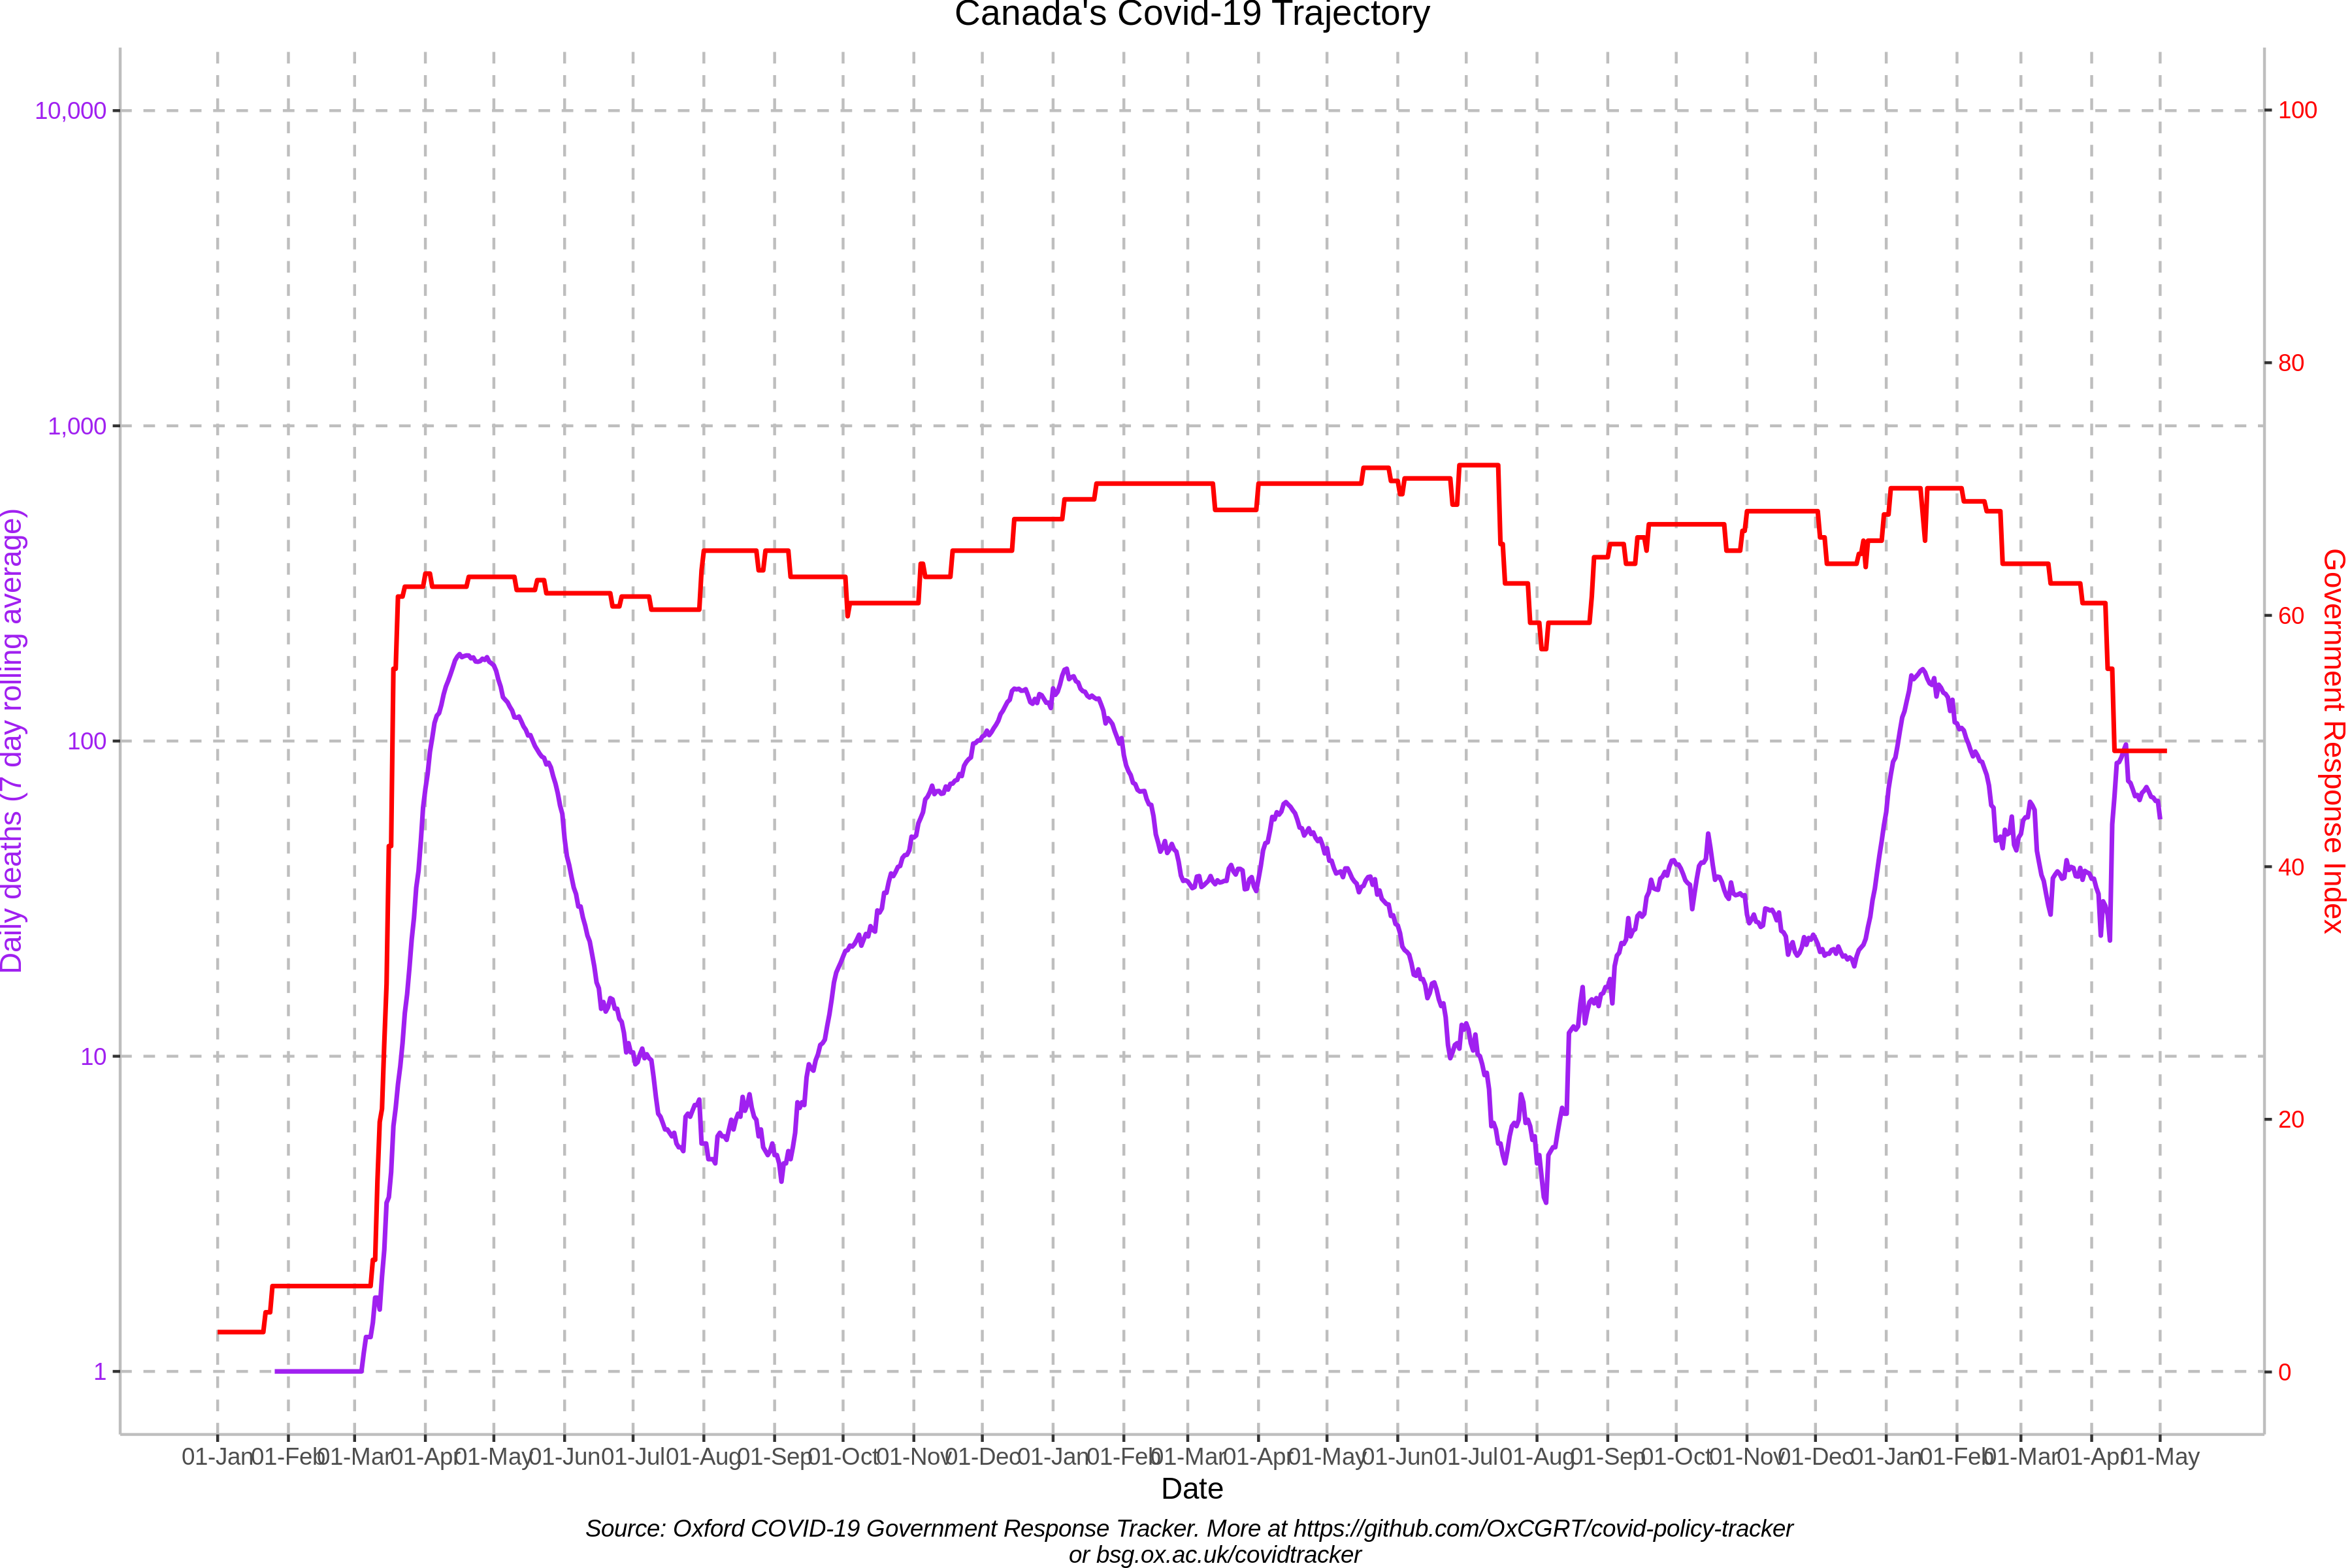 Canada's Covid-19 Trajectory
10,000
1,000
100
10
1
Daily deaths (7 day rolling average)
100
80
60
40
20
0
Government Response Index
01-Jan 01-Feb 01-Mar 01-Apr 01-May 01-Jun 01-Jul 01-Aug 01-Sep 01-Oct 01-Nov 01-Dec 01-Jan 01-Feb 01-Mar 01-Apr 01-May 01-Jun 01-Jul 01-Aug 01-Sep 01-Oct 01-Nov 01-Dec 01-Jan 01-Feb 01-Mar 01-Apr 01-May
Date
Source: Oxford COVID-19 Government Response Tracker. More at https://github.com/OxCGRT/covid-policy-tracker
or bsg.ox.ac.uk/covidtracker